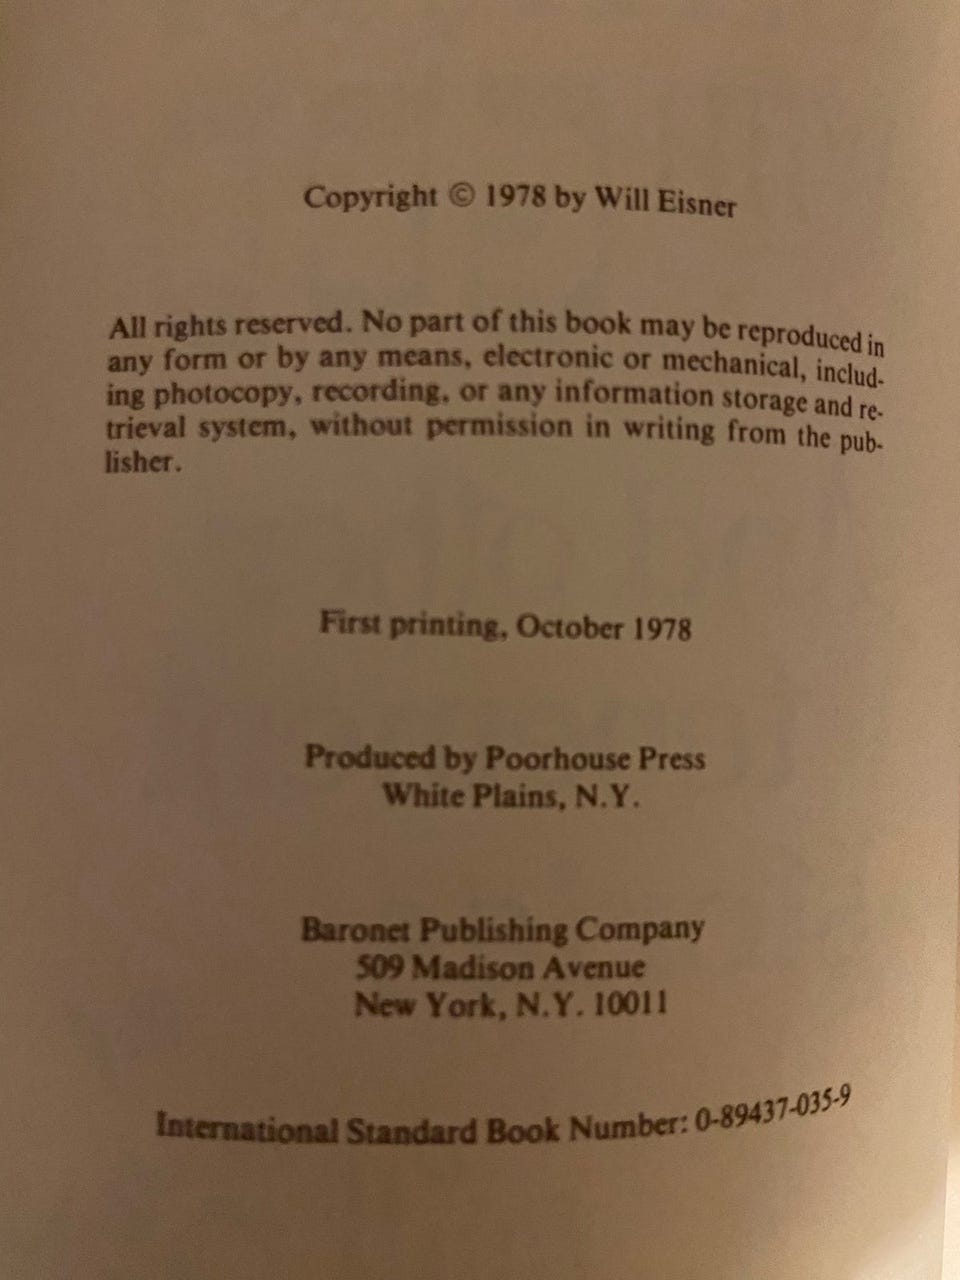 Copyright © 1978 by Will Eisner
All rights reserved. No part of this book may be reproduced in
any form or by any means, electronic or mechanical, includ-
ing photocopy, recording, or any information storage and re-
trieval system, without permission in writing from the pub-
lisher.
First printing, October 1978
Produced by Poorhouse Press
White Plains, N.Y.
Baronet Publishing Company
509 Madison Avenue
New York, N.Y. 10011
International Standard Book Number: 0-89437-035-9